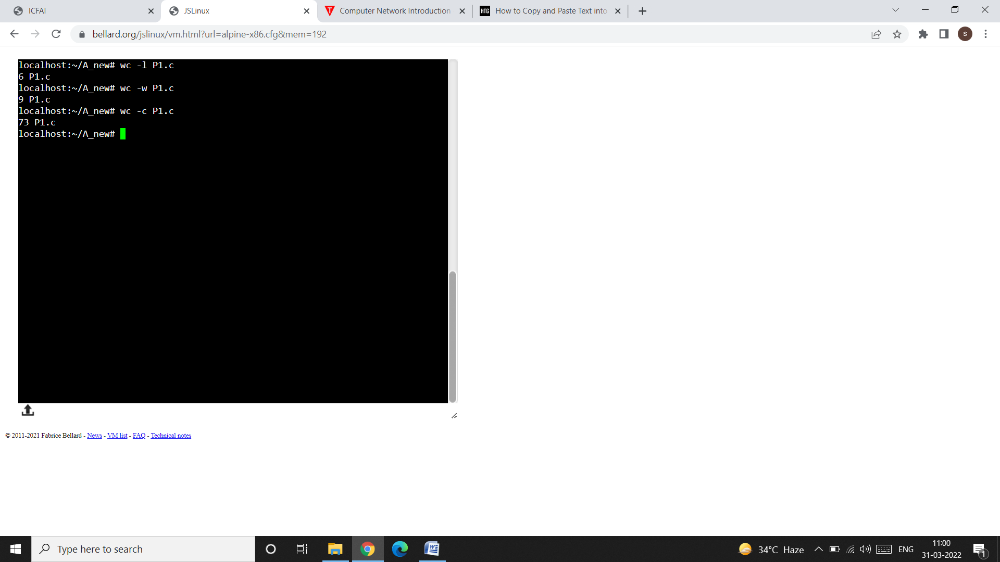 ICFAI
JSLinux
Computer Network Introduction
HTG
How to Copy and Paste Text into
bellard.org/jslinux/vm.html?url=alpine-x86.cfg&mem=192
S
localhost:~/A_new# wc -l P1.c
6 P1.c
localhost:~/A_new# wc -w P1.c
9 P1.c
localhost:~/A_new# wc -c P1.c
73 P1.c
localhost:~/A_new#
© 2011-2021 Fabrice Bellard - News - VM list - FAQ - Technical notes
Type here to search
34°C Haze
ENG
11:00
31-03-2022
1